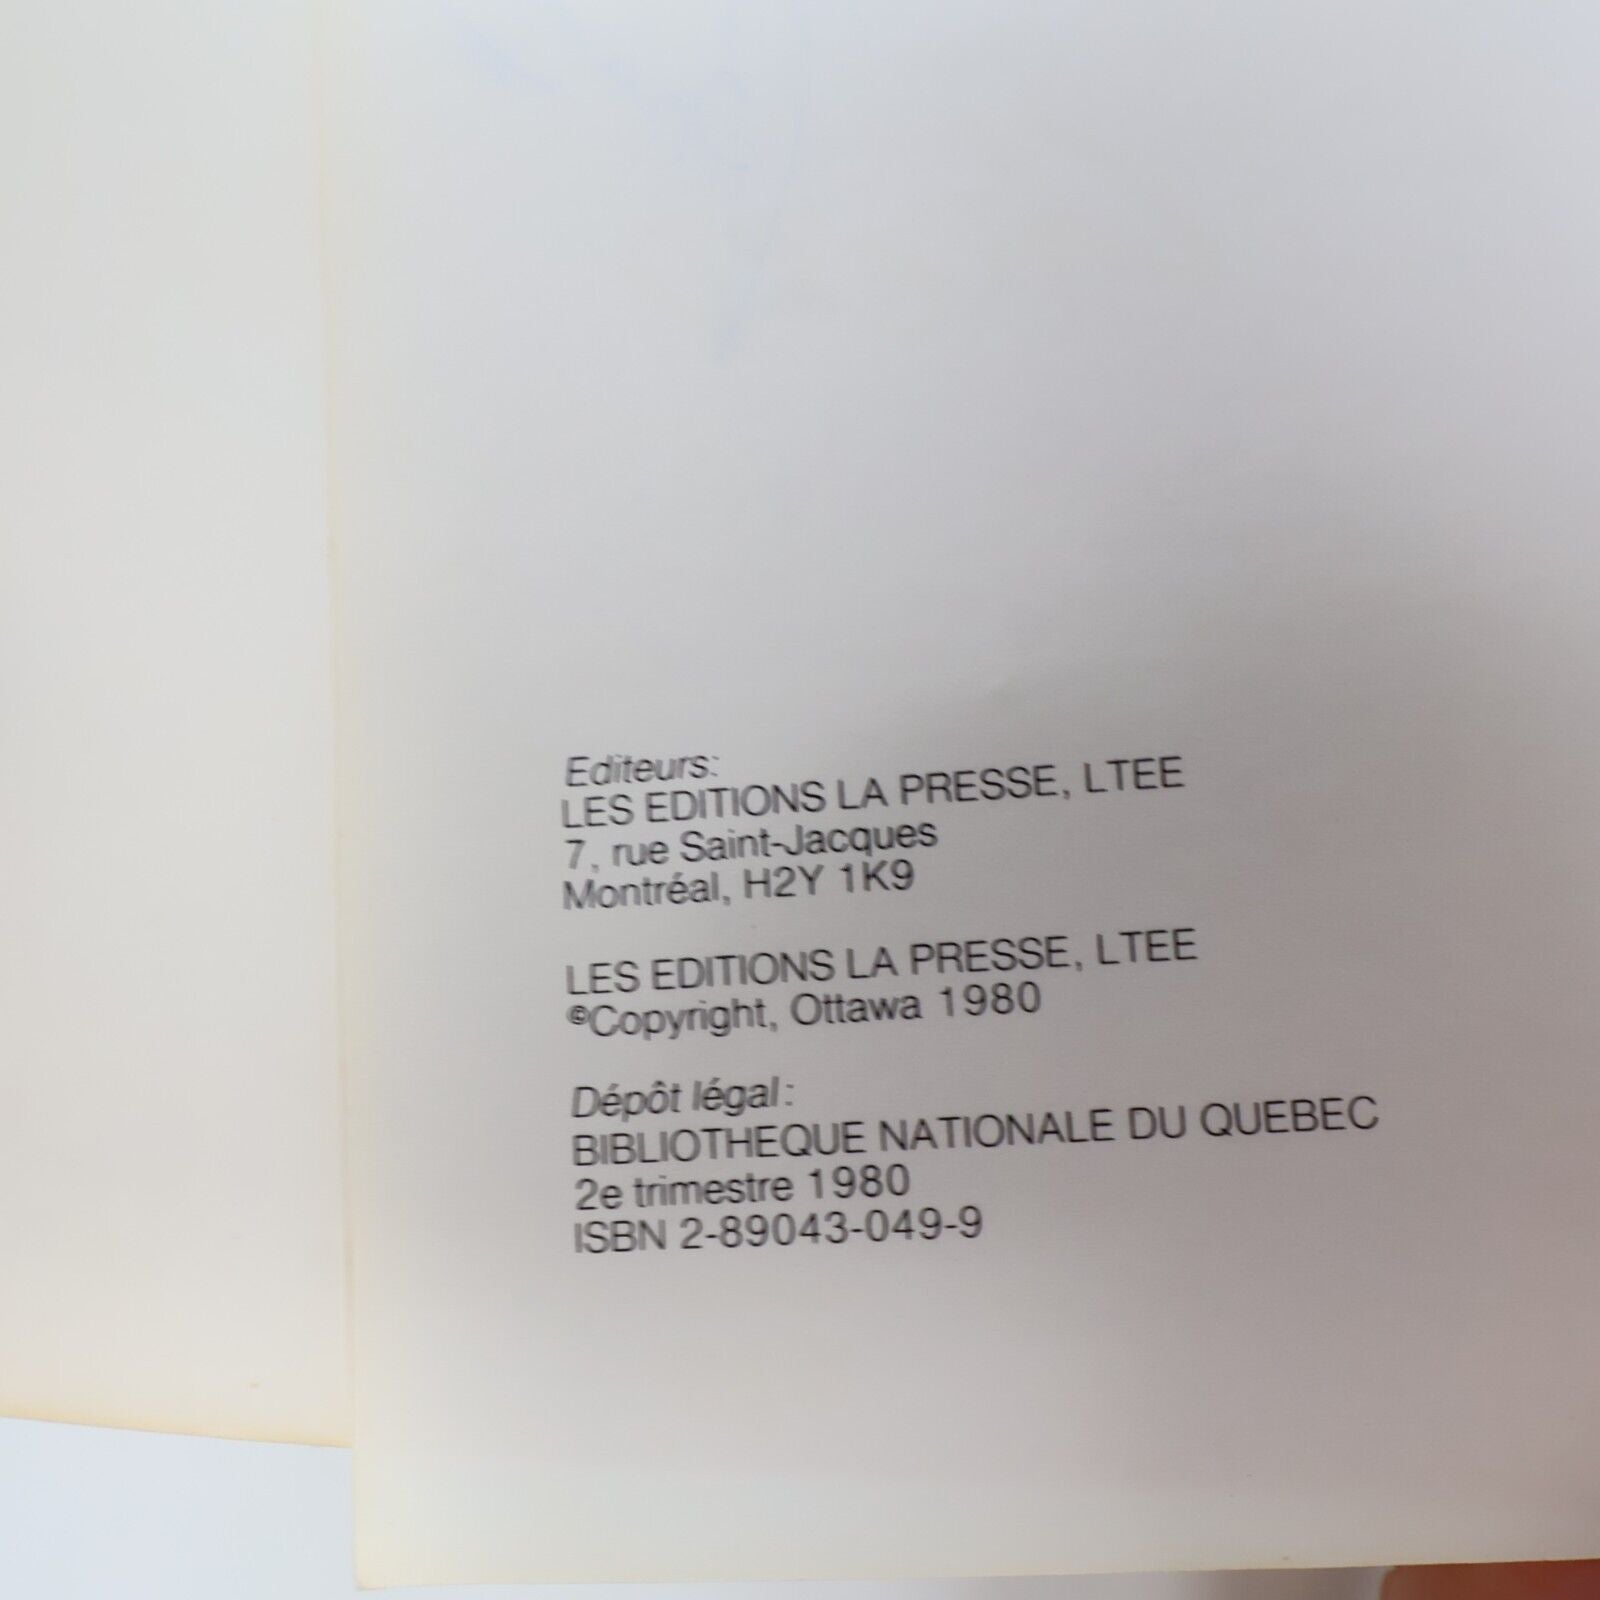 Editeurs:
LES EDITIONS LA PRESSE, LTEE
7, rue Saint-Jacques
Montréal, H2Y 1K9
LES EDITIONS LA PRESSE, LTEE
©Copyright, Ottawa 1980
Dépôt légal:
BIBLIOTHEQUE NATIONALE DU QUEBEC
2e trimestre 1980
ISBN 2-89043-049-9